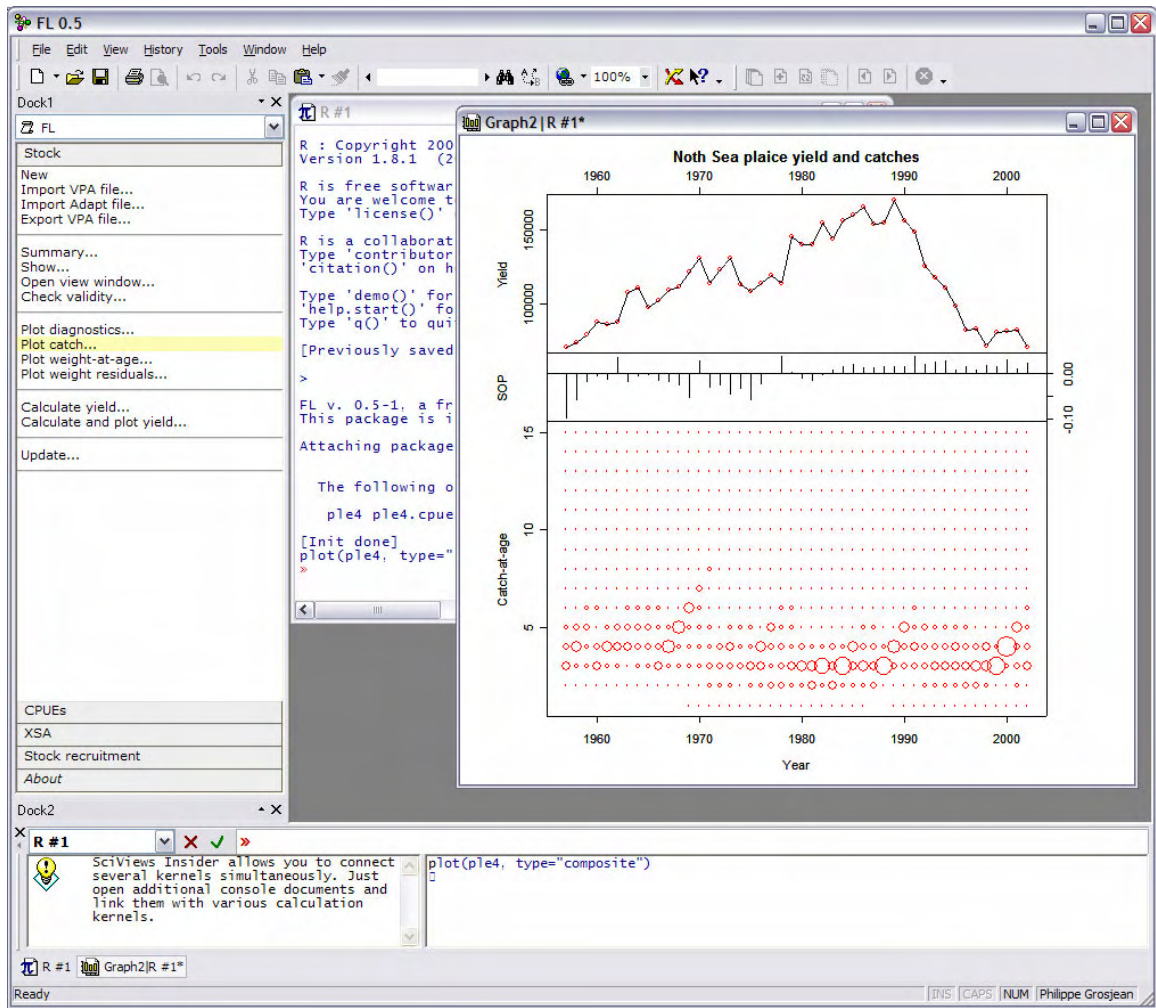 FL 0.5
File Edit View History Tools Window Help
100%
Dock1
FL
Stock
New
Import VPA file...
Import Adapt file...
Export VPA file...
Summary...
Show...
Open view window...
Check validity...
Plot diagnostics...
Plot catch...
Plot weight-at-age...
Plot weight residuals...
Calculate yield...
Calculate and plot yield...
Update...
CPUEs
XSA
Stock recruitment
About
Dock2
R #1
R : Copyright 200
Version 1.8.1 (2
R is free softwar
You are welcome t
Type 'license()'
R is a collaborat
Type 'contributor
'citation()' on h
Type 'demo()' for
'help.start()' fo
Type 'q()' to qui
[Previously saved
>
FL v. 0.5-1, a fr
This package is i
Attaching package
The following o
ple4 ple4.cpue
[Init done]
plot(ple4, type="
»
Graph2|R #1*
Noth Sea plaice yield and catches
1960 1970 1980 1990 2000
Yield
150000
100000
SOP
0.00
-0.10
Catch-at-age
15
10
5
1960 1970 1980 1990 2000
Year
R #1 »
SciViews Insider allows you to connect
several kernels simultaneously. Just
open additional console documents and
link them with various calculation
kernels.
plot(ple4, type="composite")
R #1 Graph2|R #1*
Ready INS CAPS NUM Philippe Grosjean